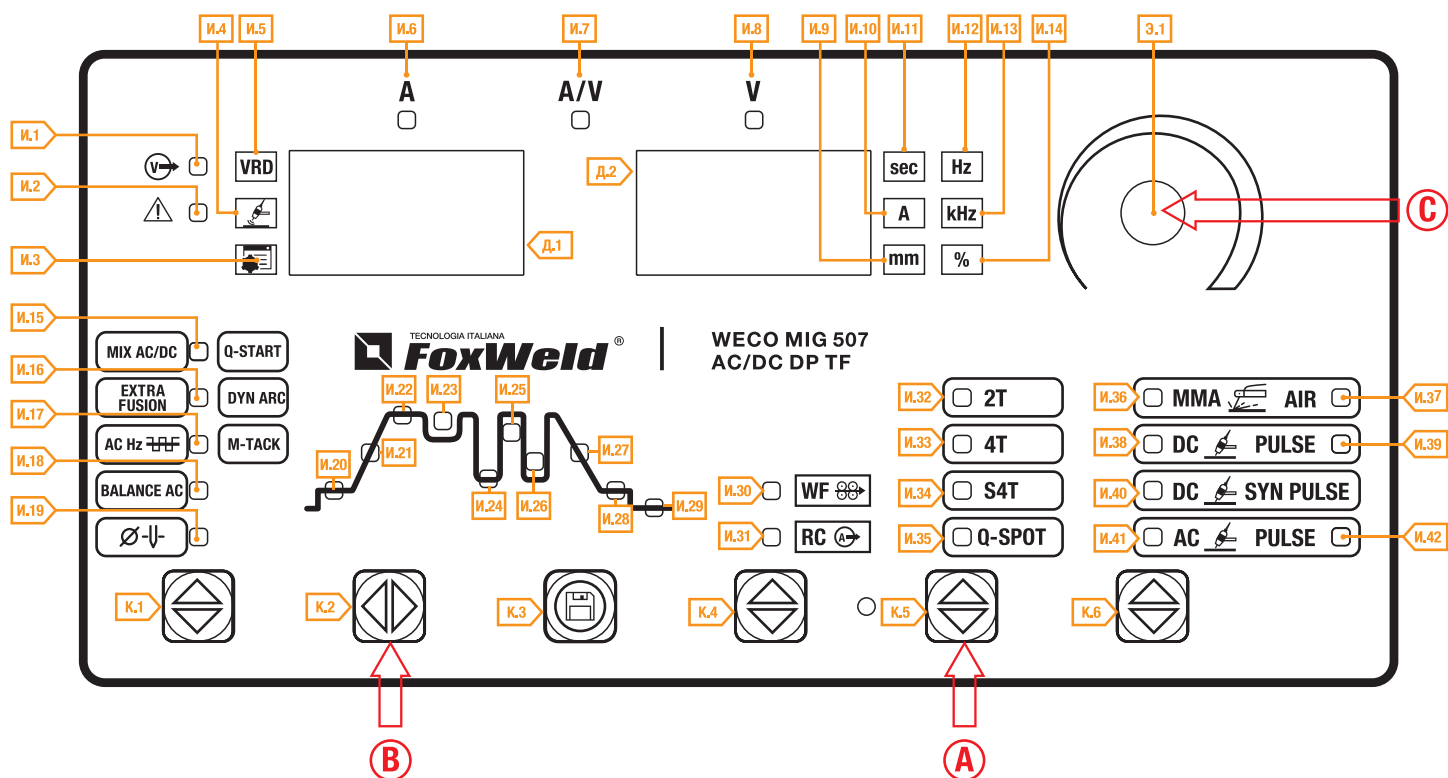 И.4
И.5
И.6
И.7
И.8
И.9
И.10
И.11
И.12
И.13
И.14
Э.1
A
A/V
V
И.1
V
VRD
sec
Hz
Д.2
И.2
A
kHz
C
Д.1
И.3
mm
%
И.15
MIX AC/DC
Q-START
TECNOLOGIA ITALIANA
FoxWeld®
WECO MIG 507
AC/DC DP TF
И.16
EXTRA
FUSION
DYN ARC
И.22
И.23
И.25
И.32
2T
И.36
MMA
AIR
И.37
И.17
AC Hz
M-TACK
И.21
И.27
И.33
4T
И.38
DC
PULSE
И.39
И.18
BALANCE AC
И.20
И.24
И.26
И.28
И.29
И.30
WF
И.34
S4T
И.40
DC
SYN PULSE
И.19
Ø
И.31
RC
A
И.35
Q-SPOT
И.41
AC
PULSE
И.42
К.1
К.2
К.3
К.4
К.5
К.6
B
A